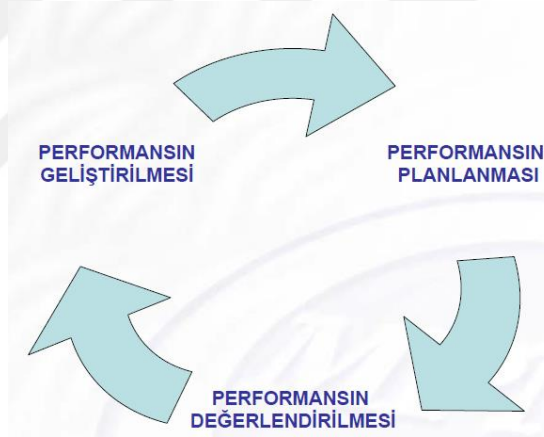 PERFORMANSIN
GELİŞTİRİLMESİ
PERFORMANSIN
PLANLANMASI
PERFORMANSIN
DEĞERLENDİRİLMESİ